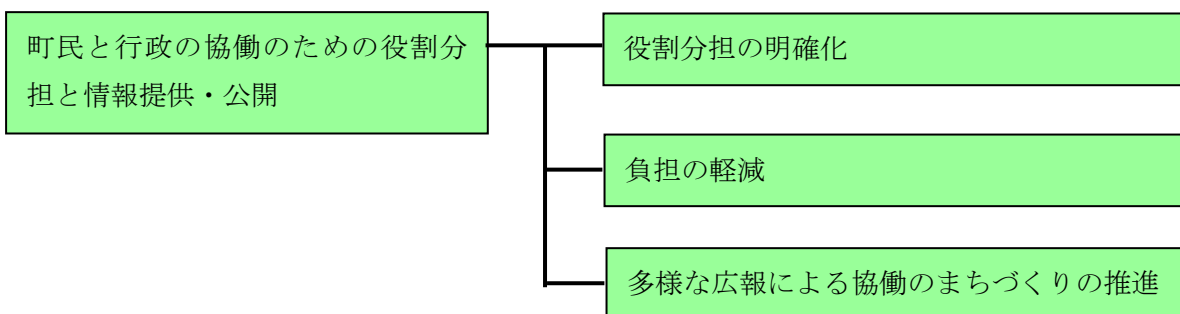 町民と行政の協働のための役割分
担と情報提供・公開
役割分担の明確化
負担の軽減
多様な広報による協働のまちづくりの推進